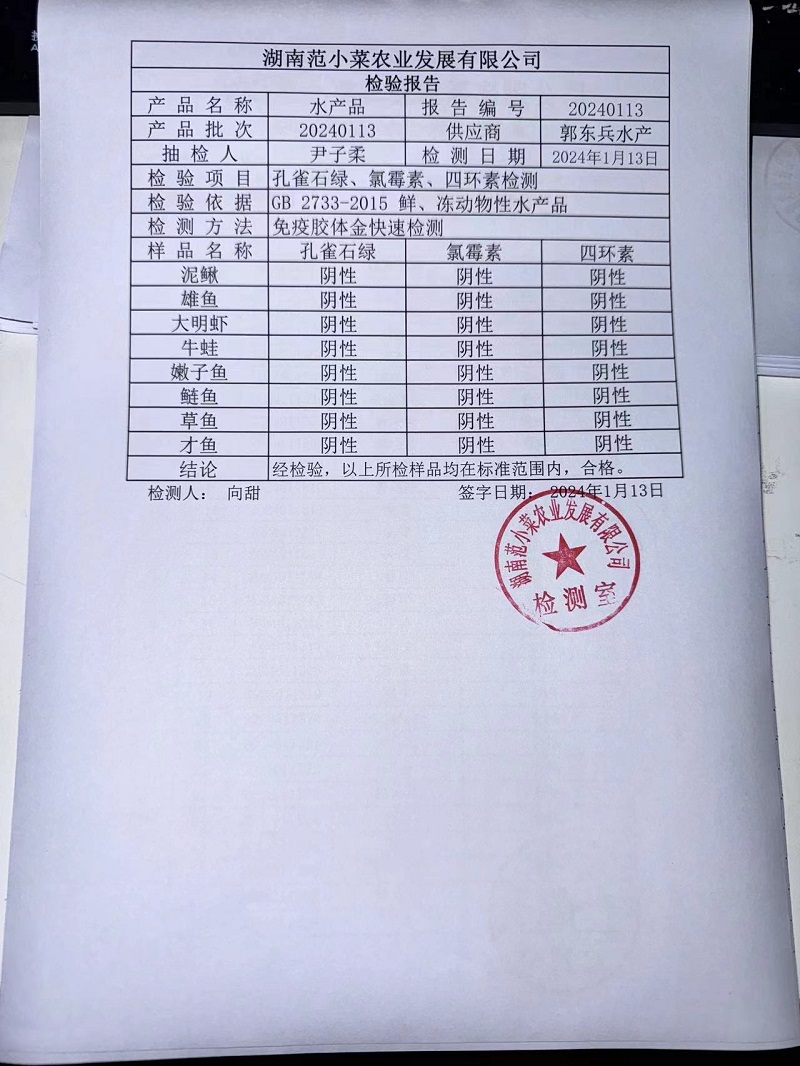 湖南范小菜农业发展有限公司
检验报告
产品名称 水产品 报告编号 20240113
产品批次 20240113 供应商 郭东兵水产
抽检人 尹子柔 检测日期 2024年1月13日
检验项目 孔雀石绿、氯霉素、四环素检测
检验依据 GB 2733-2015 鲜、冻动物性水产品
检测方法 免疫胶体金快速检测
样品名称 孔雀石绿 氯霉素 四环素
泥鳅 阴性 阴性 阴性
雄鱼 阴性 阴性 阴性
大明虾 阴性 阴性 阴性
牛蛙 阴性 阴性 阴性
嫩子鱼 阴性 阴性 阴性
鲢鱼 阴性 阴性 阴性
草鱼 阴性 阴性 阴性
才鱼 阴性 阴性 阴性
结论 经检验，以上所检样品均在标准范围内，合格。
检测人： 向甜 签字日期： 2024年1月13日
湖南范小菜农业发展有限公司
检测室